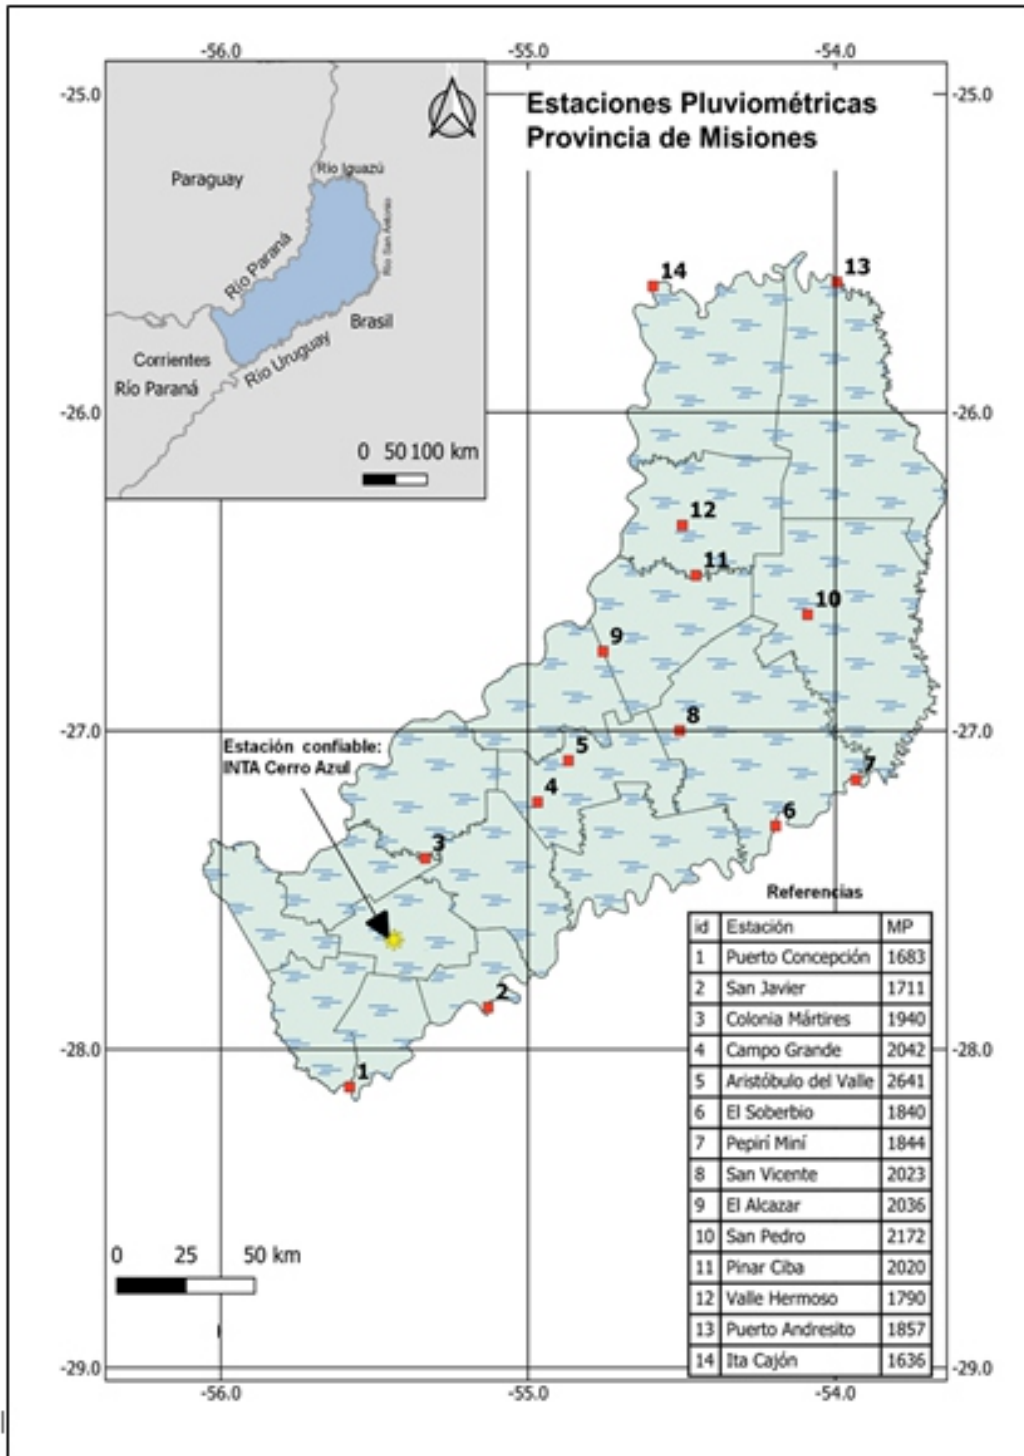 -56.0 -55.0 -54.0
-25.0 -25.0
Estaciones Pluviométricas
Provincia de Misiones
Paraguay
Río Iguazú
Río San Antonio
Río Paraná
Brasil
Río Uruguay
Corrientes
Río Paraná
0 50 100 km
14
13
-26.0 -26.0
12
11
10
9
8
-27.0 -27.0
Estación confiable:
INTA Cerro Azul
5
7
4
6
3
Referencias
2
-28.0 -28.0
1
id Estación MP
1 Puerto Concepción 1683
2 San Javier 1711
3 Colonia Mártires 1940
4 Campo Grande 2042
5 Aristóbulo del Valle 2641
6 El Soberbio 1840
7 Pepirí Miní 1844
8 San Vicente 2023
9 El Alcazar 2036
10 San Pedro 2172
11 Pinar Ciba 2020
12 Valle Hermoso 1790
13 Puerto Andresito 1857
14 Ita Cajón 1636
0 25 50 km
-29.0 -29.0
-56.0 -55.0 -54.0